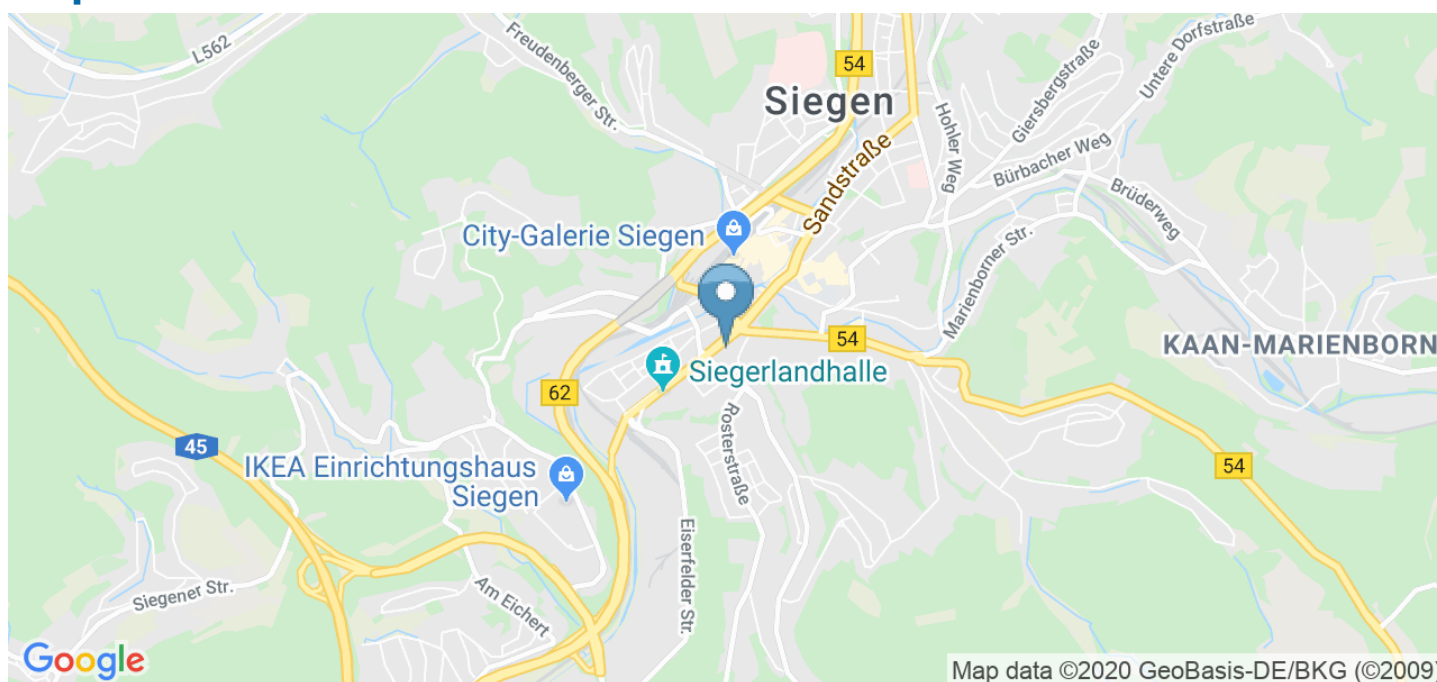 L562
Freudenberger Str.
54
Siegen
Sandstraße
Hohler Weg
Giersbergstraße
Untere Dorfstraße
Bürbacher Weg
Brüderweg
City-Galerie Siegen
Marienborner Str.
54
KAAN-MARIENBORN
Siegerlandhalle
62
Rosterstraße
45
IKEA Einrichtungshaus
Siegen
54
Eiserfelder Str.
Siegener Str.
Am Eichert
Google
Map data ©2020 GeoBasis-DE/BKG (©2009)